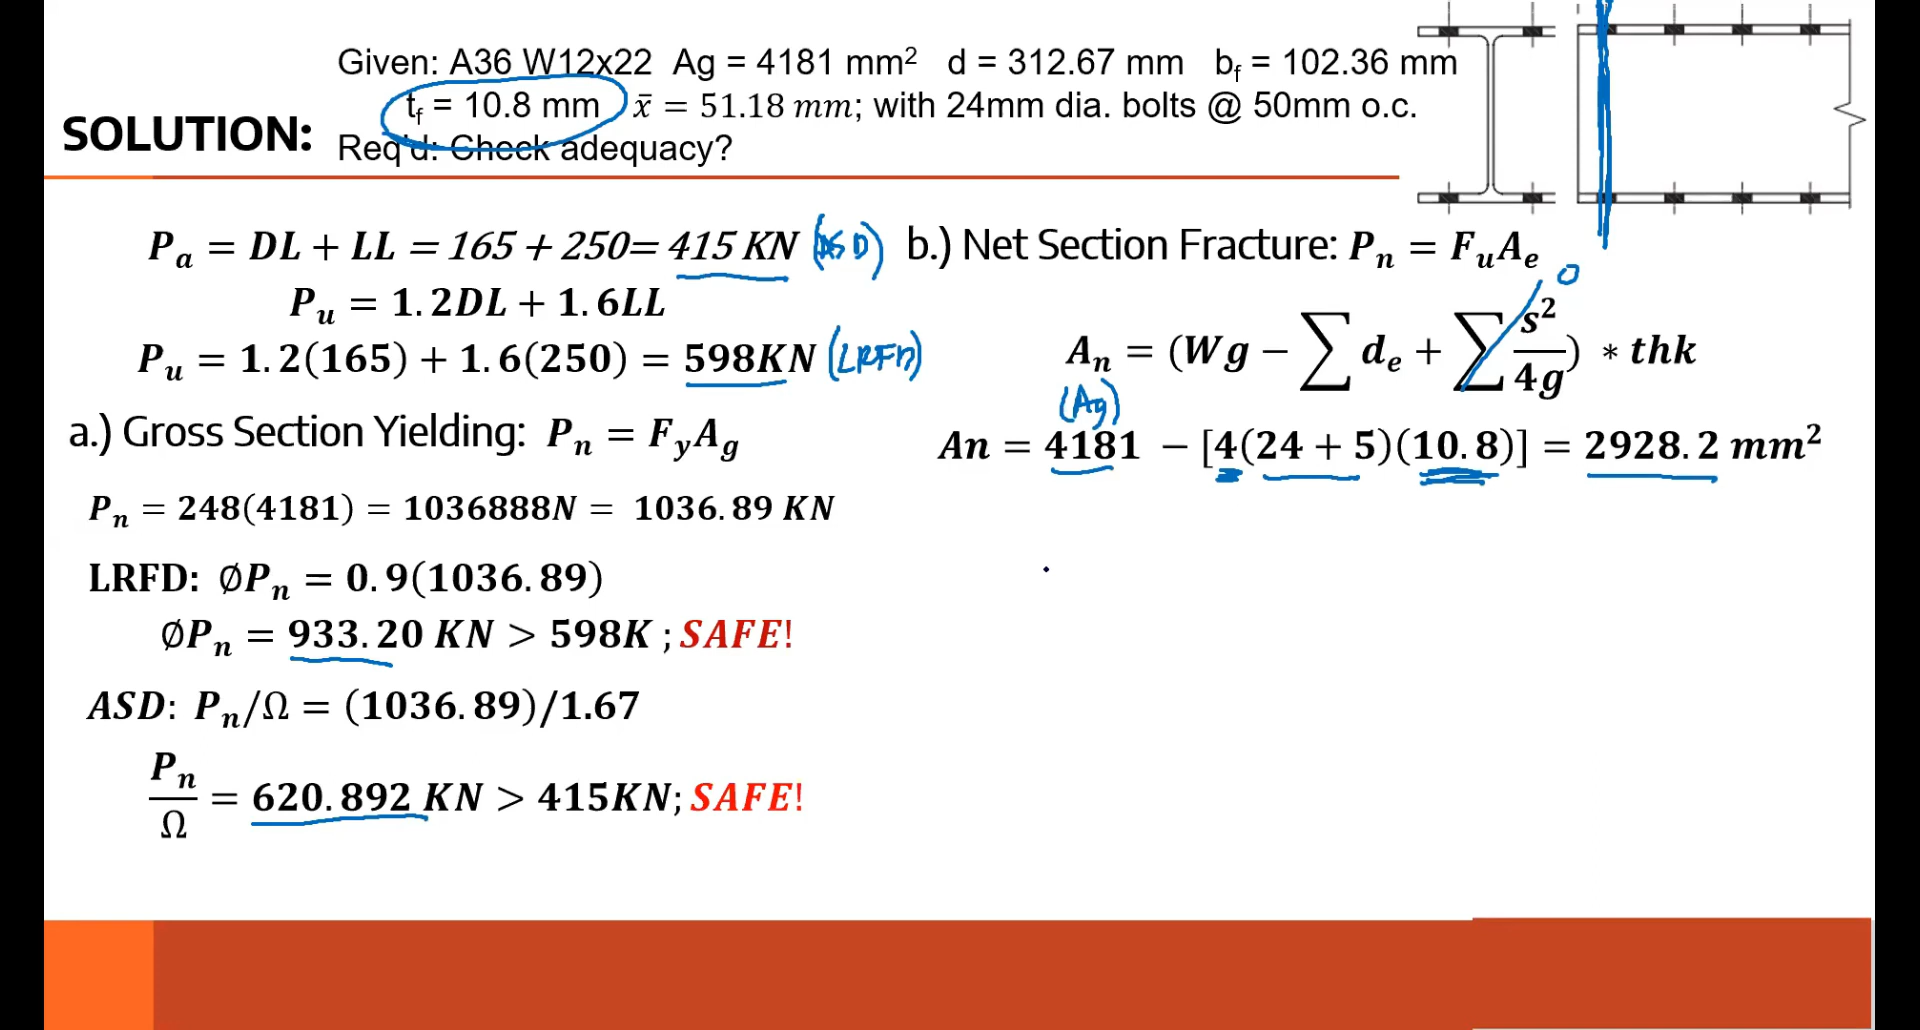 SOLUTION:
Given: A36 W12x22 Ag = 4181 mm² d = 312.67 mm b_f = 102.36 mm
t_f = 10.8 mm x̄ = 51.18 mm; with 24mm dia. bolts @ 50mm o.c.
Req'd: Check adequacy?
P_a = DL + LL = 165 + 250= 415 KN (ASD)
P_u = 1.2DL + 1.6LL
P_u = 1.2(165) + 1.6(250) = 598KN (LRFD)
a.) Gross Section Yielding: P_n = F_yA_g
P_n = 248(4181) = 1036888N = 1036.89 KN
LRFD: ∅P_n = 0.9(1036.89)
∅P_n = 933.20 KN > 598K ; SAFE!
ASD: P_n/Ω = (1036.89)/1.67
P_n/Ω = 620.892 KN > 415KN; SAFE!
b.) Net Section Fracture: P_n = F_uA_e
0
A_n = (Wg − ∑ d_e + ∑ s²/4g) * thk
(Ag)
An = 4181 − [4(24 + 5)(10.8)] = 2928.2 mm²